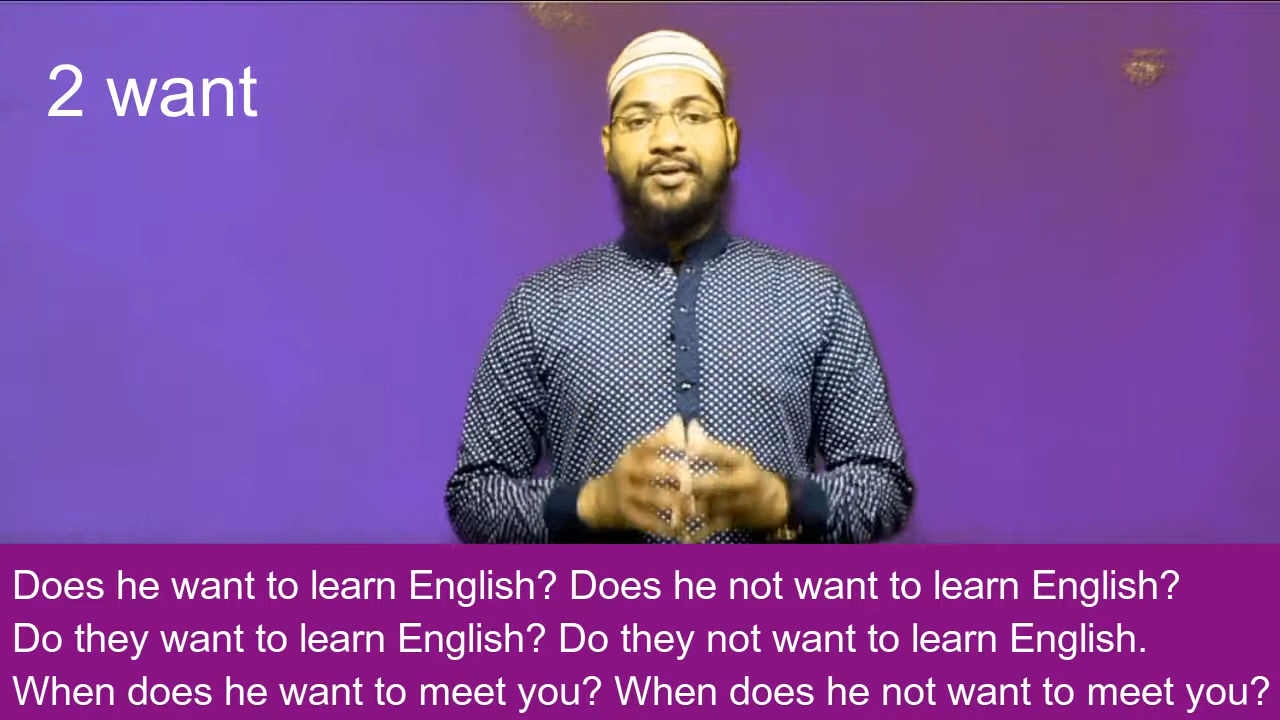 2 want
Does he want to learn English? Does he not want to learn English?
Do they want to learn English? Do they not want to learn English.
When does he want to meet you? When does he not want to meet you?